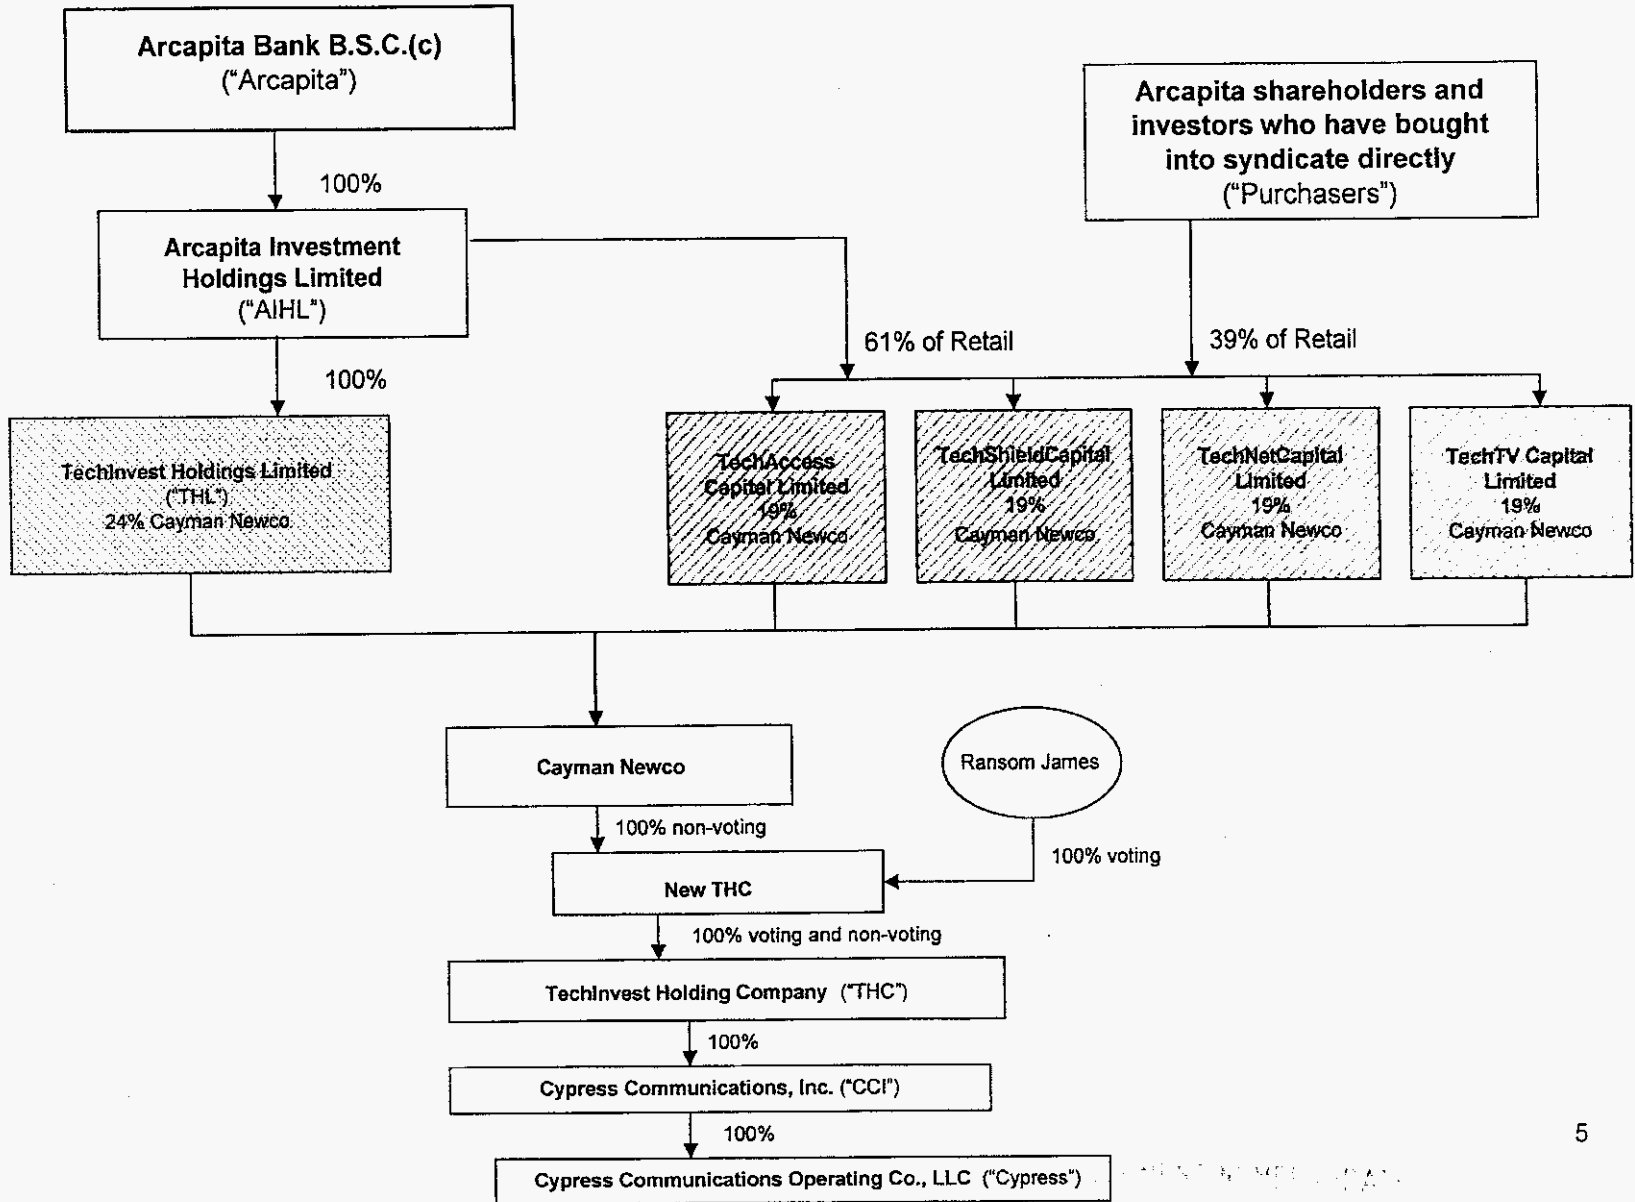 Arcapita Bank B.S.C.(c)
("Arcapita")
Arcapita shareholders and
investors who have bought
into syndicate directly
("Purchasers")
100%
Arcapita Investment
Holdings Limited
("AIHL")
61% of Retail
39% of Retail
100%
TechInvest Holdings Limited
("THL")
24% Cayman Newco
TechAccess
Capital Limited
19%
Cayman Newco
TechShieldCapital
Limited
19%
Cayman Newco
TechNetCapital
Limited
19%
Cayman Newco
TechTV Capital
Limited
19%
Cayman Newco
Cayman Newco
Ransom James
100% non-voting
100% voting
New THC
100% voting and non-voting
TechInvest Holding Company ("THC")
100%
Cypress Communications, Inc. ("CCI")
100%
5
Cypress Communications Operating Co., LLC ("Cypress")